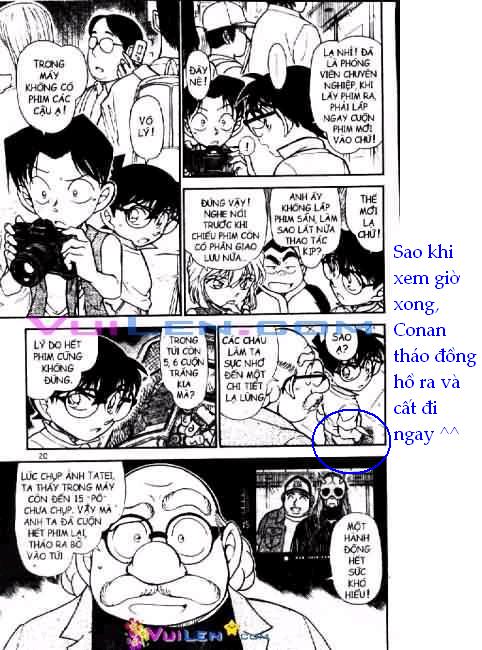 TRONG
MÁY
KHÔNG CÓ
PHIM CÁC
CẬU Ạ!
VÔ
LÝ!
ĐÂY
NÈ!
LẠ NHỈ! ĐÃ
LÀ PHÓNG
VIÊN CHUYÊN
NGHIỆP, KHI
LẤY PHIM RA,
PHẢI LẮP
NGAY CUỘN
PHIM MỚI
VÀO CHỨ!
!
THẾ
MỚI LẠ
CHỨ!
ANH ẤY
KHÔNG LẮP
PHIM SẴN, LÀM
SAO LÁT NỮA
THAO TÁC
KỊP?
ĐÚNG VẬY!
NGHE NÓI
TRƯỚC KHI
CHIẾU PHIM CÒN
CÓ PHẦN GIAO
LƯU NỮA...
Sao khi
xem giờ
xong,
Conan
tháo đồng
hồ ra và
cất đi
ngay ^^
VuiLen.com
LÝ DO HẾT
PHIM CŨNG
KHÔNG
ĐÚNG.
TRONG
TÚI CÒN
5, 6 CUỘN
TRẮNG
KIA
MÀ?
CÁC CHÁU
LÀM TA
SỰC NHỚ
ĐẾN MỘT
CHI TIẾT
LẠ LÙNG.
SAO
Ạ?
20
LÚC CHỤP ẢNH TATEI,
TA THẤY TRONG MÁY
CÒN ĐẾN 15 "PÔ"
CHƯA CHỤP. VẬY MÀ
ANH TA ĐÃ CUỘN
HẾT PHIM LẠI,
THÁO RA BỎ
VÀO TÚI
MỘT
HÀNH
ĐỘNG
HẾT
SỨC
KHÓ
HIỂU!
VuiLen.com